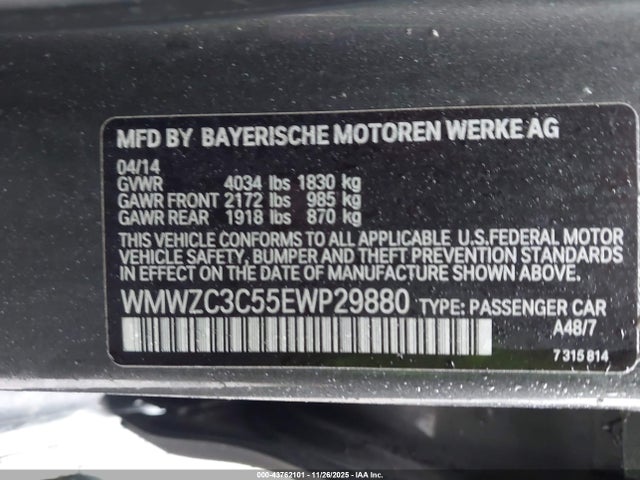 MFD BY BAYERISCHE MOTOREN WERKE AG
04/14
GVWR 4034 lbs 1830 kg
GAWR FRONT 2172 lbs 985 kg
GAWR REAR 1918 lbs 870 kg
THIS VEHICLE CONFORMS TO ALL APPLICABLE U.S.FEDERAL MOTOR
VEHICLE SAFETY, BUMPER AND THEFT PREVENTION STANDARDS
IN EFFECT ON THE DATE OF MANUFACTURE SHOWN ABOVE.
WMWZC3C55EWP29880 TYPE: PASSENGER CAR
A48/7
7 315 814
000-43762101 - 11/26/2025 - IAAI, Inc.